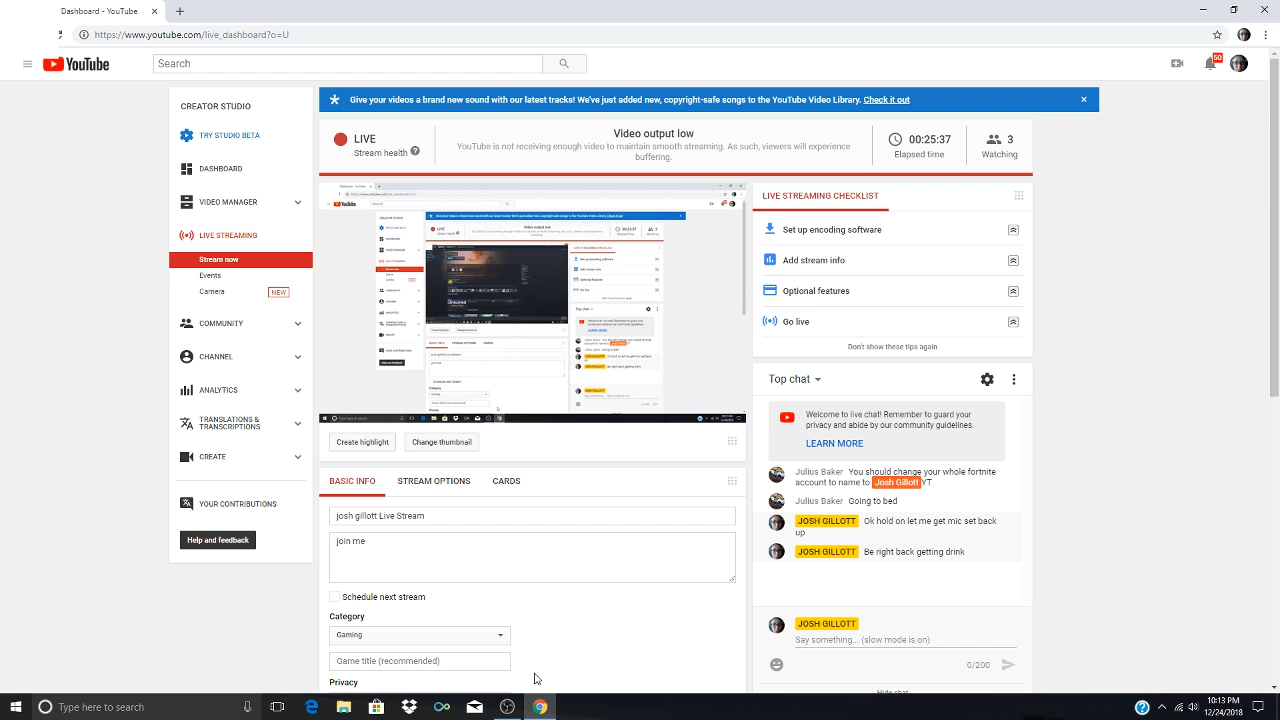 Dashboard - YouTube
https://www.youtube.com/live_dashboard?o=U
YouTube
Search
50
CREATOR STUDIO
TRY STUDIO BETA
DASHBOARD
VIDEO MANAGER
LIVE STREAMING
Stream now
Events
Camera
NEW
COMMUNITY
CHANNEL
ANALYTICS
TRANSLATIONS &
TRANSCRIPTIONS
CREATE
YOUR CONTRIBUTIONS
Help and feedback
Give your videos a brand new sound with our latest tracks! We've just added new, copyright-safe songs to the YouTube Video Library. Check it out
LIVE
Stream health
Video output low
YouTube is not receiving enough video to maintain smooth streaming. As such, viewers will experience
buffering.
00:25:37
Elapsed time
3
Watching
Create highlight
Change thumbnail
BASIC INFO
STREAM OPTIONS
CARDS
josh gillott Live Stream
join me
Schedule next stream
Category
Gaming
Game title (recommended)
Privacy
LIVE STREAMING CHECKLIST
Set up encoding software
Add stream info
Optional features
Go live
Don't show these tips again
Top chat
Welcome to live chat! Remember to guard your
privacy and abide by our community guidelines.
LEARN MORE
Julius Baker You should change your whole fortnite
account to name to Josh Gillott YT
Julius Baker Going to bed
JOSH GILLOTT Ok hold on let me get mic set back
up
JOSH GILLOTT Be right back getting drink
JOSH GILLOTT
Say something... (slow mode is on)
0/200
Hide chat
Type here to search
10:13 PM
12/24/2018